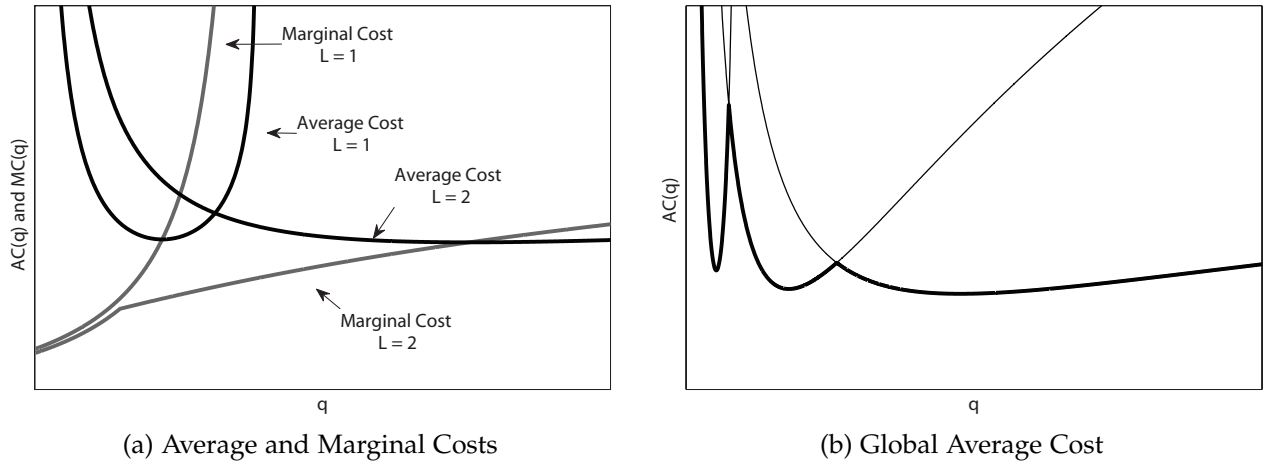 Marginal Cost
L = 1
Average Cost
L = 1
Average Cost
L = 2
Marginal Cost
L = 2
AC(q) and MC(q)
q
(a) Average and Marginal Costs
AC(q)
q
(b) Global Average Cost